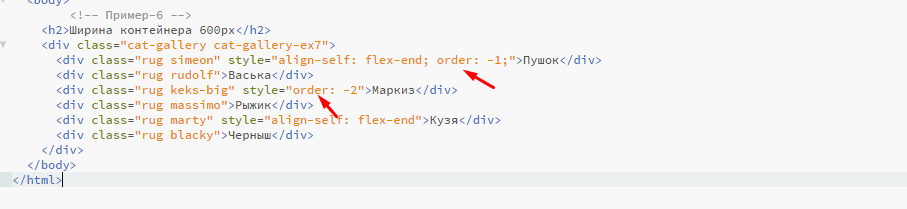 <body>
<!-- Пример-6 -->
<h2>Ширина контейнера 600px</h2>
<div class="cat-gallery cat-gallery-ex7">
<div class="rug simeon" style="align-self: flex-end; order: -1;">Пушок</div>
<div class="rug rudolf">Васька</div>
<div class="rug keks-big" style="order: -2">Маркиз</div>
<div class="rug massimo">Рыжик</div>
<div class="rug marty" style="align-self: flex-end">Кузя</div>
<div class="rug blacky">Черныш</div>
</div>
</body>
</html>